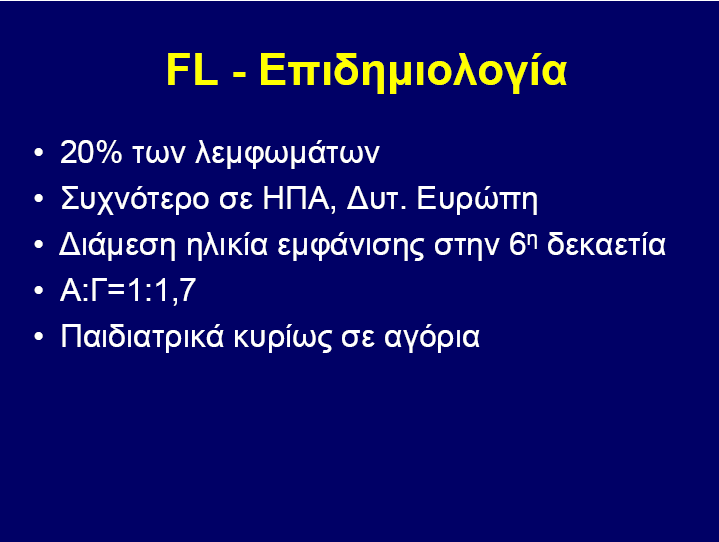 FL - Επιδημιολογία
• 20% των λεμφωμάτων
• Συχνότερο σε ΗΠΑ, Δυτ. Ευρώπη
• Διάμεση ηλικία εμφάνισης στην 6η δεκαετία
• Α:Γ=1:1,7
• Παιδιατρικά κυρίως σε αγόρια